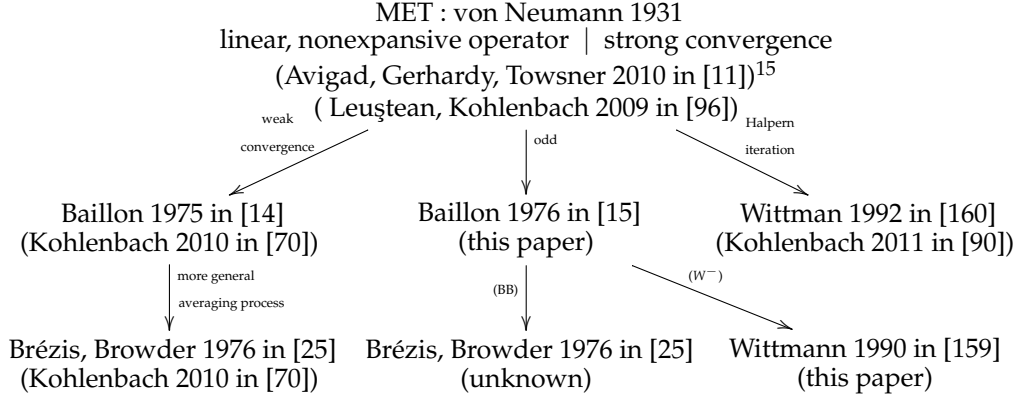 MET : von Neumann 1931
linear, nonexpansive operator | strong convergence
(Avigad, Gerhardy, Towsner 2010 in [11])¹⁵
( Leuştean, Kohlenbach 2009 in [96])
weak
convergence
odd
Halpern
iteration
Baillon 1975 in [14]
(Kohlenbach 2010 in [70])
Baillon 1976 in [15]
(this paper)
Wittman 1992 in [160]
(Kohlenbach 2011 in [90])
more general
averaging process
(BB)
(W⁻)
Brézis, Browder 1976 in [25]
(Kohlenbach 2010 in [70])
Brézis, Browder 1976 in [25]
(unknown)
Wittmann 1990 in [159]
(this paper)